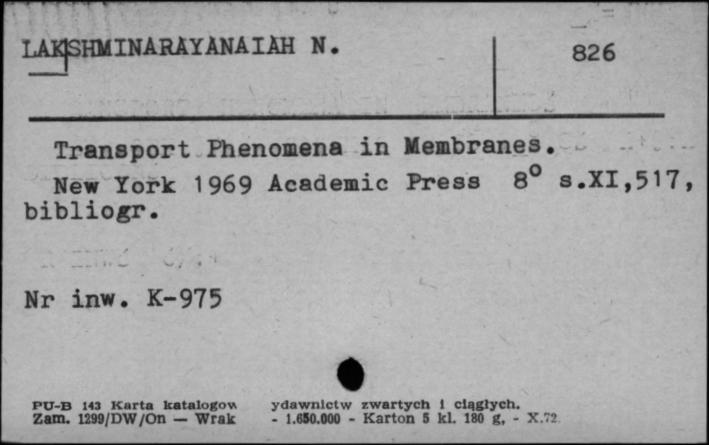 LAKSHMINARAYANAIAH N.
826
Transport Phenomena in Membranes.
New York 1969 Academic Press 8° s.XI,517,
bibliogr.
Nr inw. K-975
PU-B 143 Karta katalogow ydawnictw zwartych i ciągłych.
Zam. 1299/DW/On — Wrak - 1.650.000 - Karton 5 kl. 180 g. - X.72